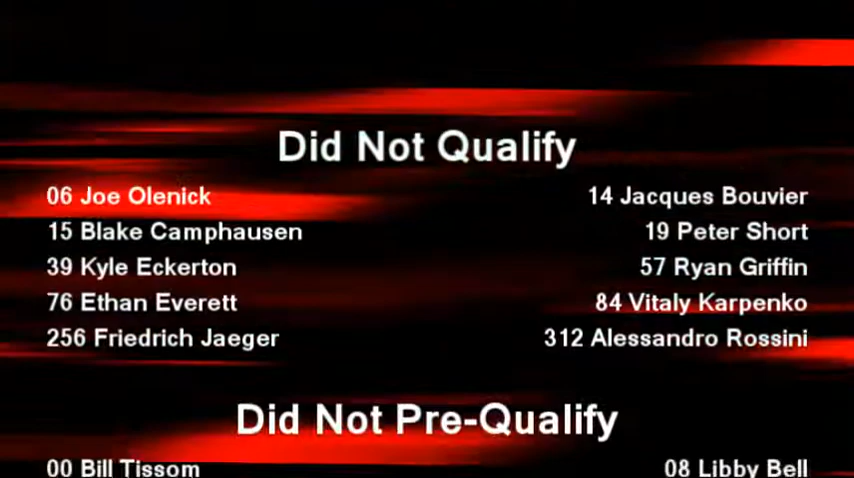 Did Not Qualify
06 Joe Olenick 14 Jacques Bouvier
15 Blake Camphausen 19 Peter Short
39 Kyle Eckerton 57 Ryan Griffin
76 Ethan Everett 84 Vitaly Karpenko
256 Friedrich Jaeger 312 Alessandro Rossini
Did Not Pre-Qualify
00 Bill Tissom 08 Libby Bell